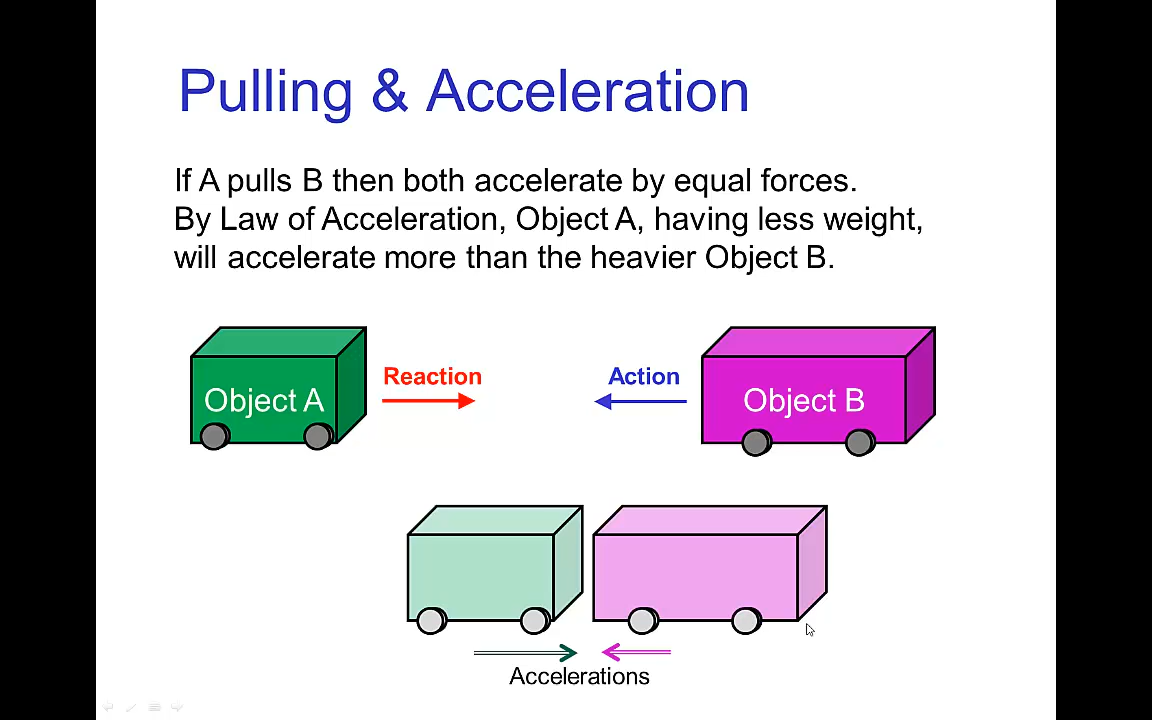 Pulling & Acceleration
If A pulls B then both accelerate by equal forces.
By Law of Acceleration, Object A, having less weight,
will accelerate more than the heavier Object B.
Reaction
Action
Object A
Object B
Accelerations